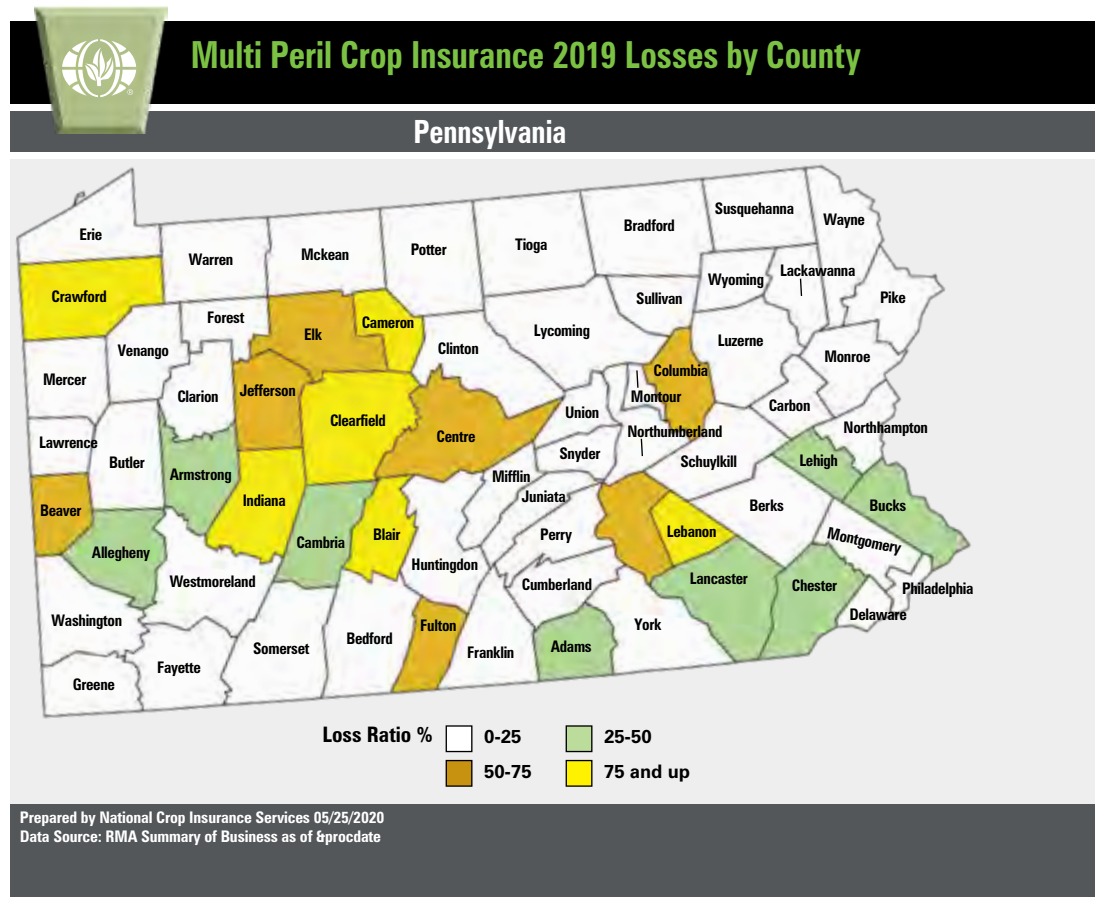 Multi Peril Crop Insurance 2019 Losses by County
®
Pennsylvania
Susquehanna
Wayne
Bradford
Erie
Tioga
Potter
Mckean
Warren
Lackawanna
Wyoming
Crawford
Pike
Sullivan
Forest
Cameron
Elk
Lycoming
Luzerne
Venango
Clinton
Monroe
Mercer
Columbia
Jefferson
Clarion
Montour
Carbon
Union
Clearfield
Northhampton
Northumberland
Centre
Lawrence
Snyder
Schuylkill
Lehigh
Butler
Armstrong
Mifflin
Juniata
Indiana
Berks
Bucks
Beaver
Lebanon
Perry
Blair
Montgomery
Cambria
Allegheny
Huntingdon
Westmoreland
Lancaster
Cumberland
Chester
Philadelphia
Delaware
Washington
Fulton
York
Bedford
Adams
Somerset
Franklin
Fayette
Greene
Loss Ratio % 0-25 25-50
50-75 75 and up
Prepared by National Crop Insurance Services 05/25/2020
Data Source: RMA Summary of Business as of &procdate